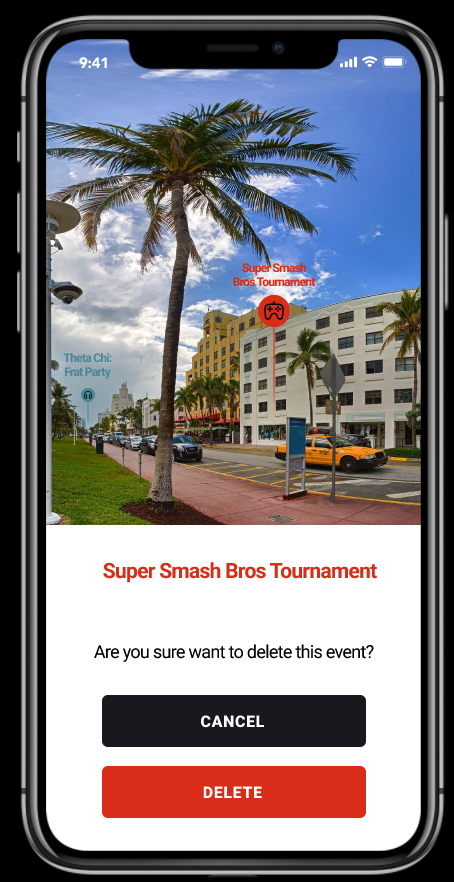 9:41
Super Smash
Bros Tournament
Theta Chi:
Frat Party
Super Smash Bros Tournament
Are you sure want to delete this event?
CANCEL
DELETE